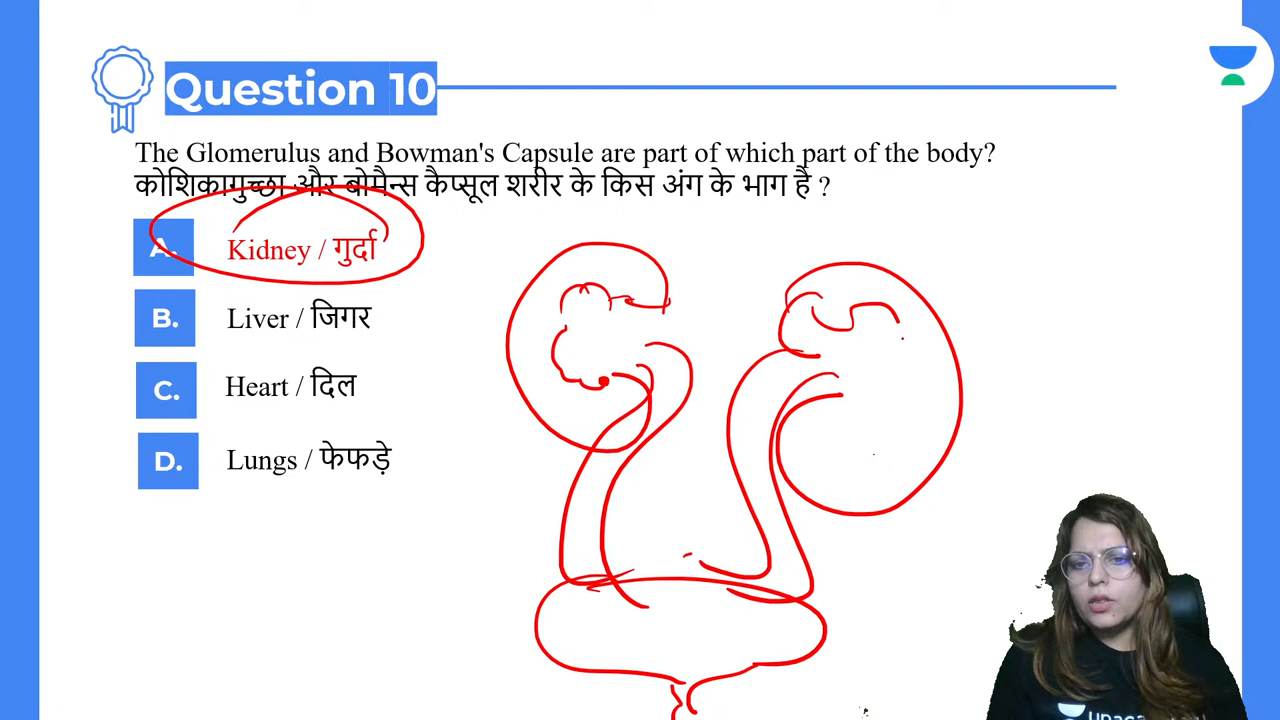 Question 10
The Glomerulus and Bowman's Capsule are part of which part of the body?
कोशिकागुच्छा और बोमैन्स कैप्सूल शरीर के किस अंग के भाग है ?
A. Kidney / गुर्दा
B. Liver / जिगर
C. Heart / दिल
D. Lungs / फेफड़े